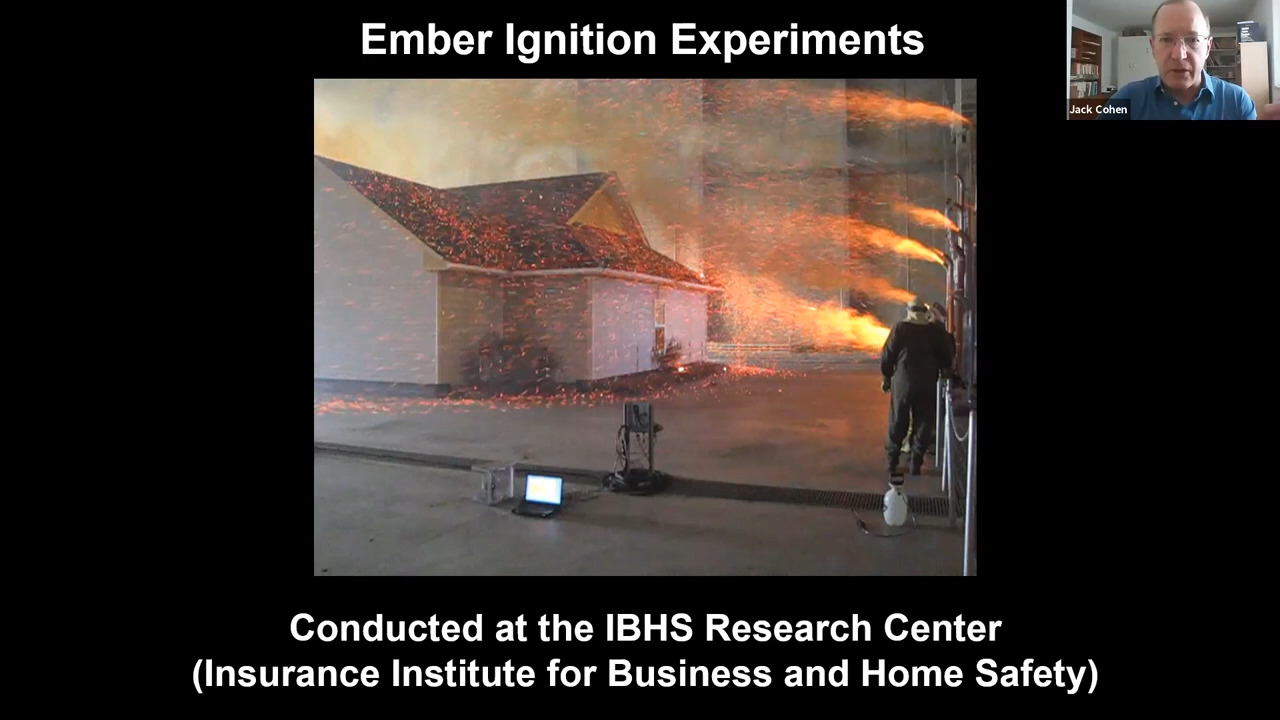 Ember Ignition Experiments
Jack Cohen
Conducted at the IBHS Research Center
(Insurance Institute for Business and Home Safety)